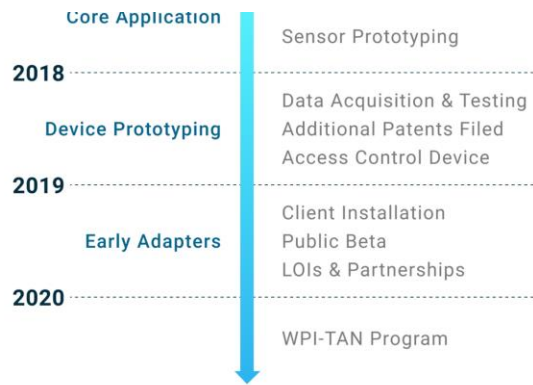 Core Application
Sensor Prototyping
2018
Data Acquisition & Testing
Device Prototyping
Additional Patents Filed
Access Control Device
2019
Client Installation
Early Adapters
Public Beta
LOIs & Partnerships
2020
WPI-TAN Program